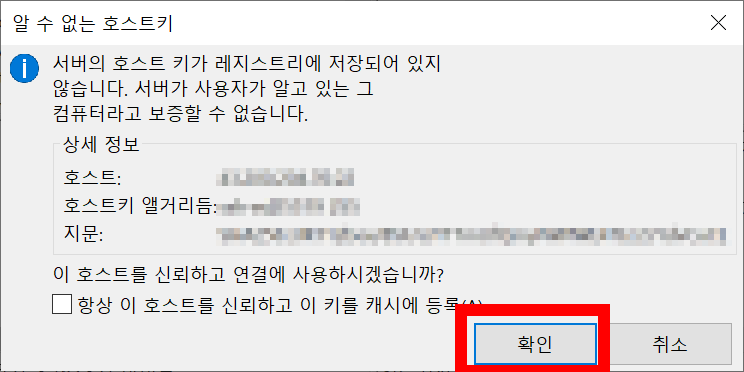 알 수 없는 호스트키
서버의 호스트 키가 레지스트리에 저장되어 있지
않습니다. 서버가 사용자가 알고 있는 그
컴퓨터라고 보증할 수 없습니다.
상세 정보
호스트:
호스트키 앨거리듬:
지문:
이 호스트를 신뢰하고 연결에 사용하시겠습니까?
항상 이 호스트를 신뢰하고 이 키를 캐시에 등록(A)
확인
취소